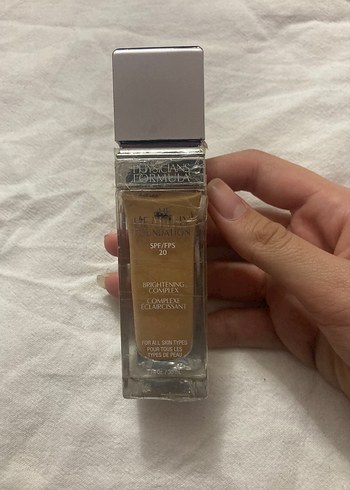 PHYSICIANS
FORMULA
FOUNDATION
SPF/FPS
20
BRIGHTENING
COMPLEX
COMPLEXE
ÉCLAIRCISSANT
FOR ALL SKIN TYPES
POUR TOUS LES
TYPES DE PEAU